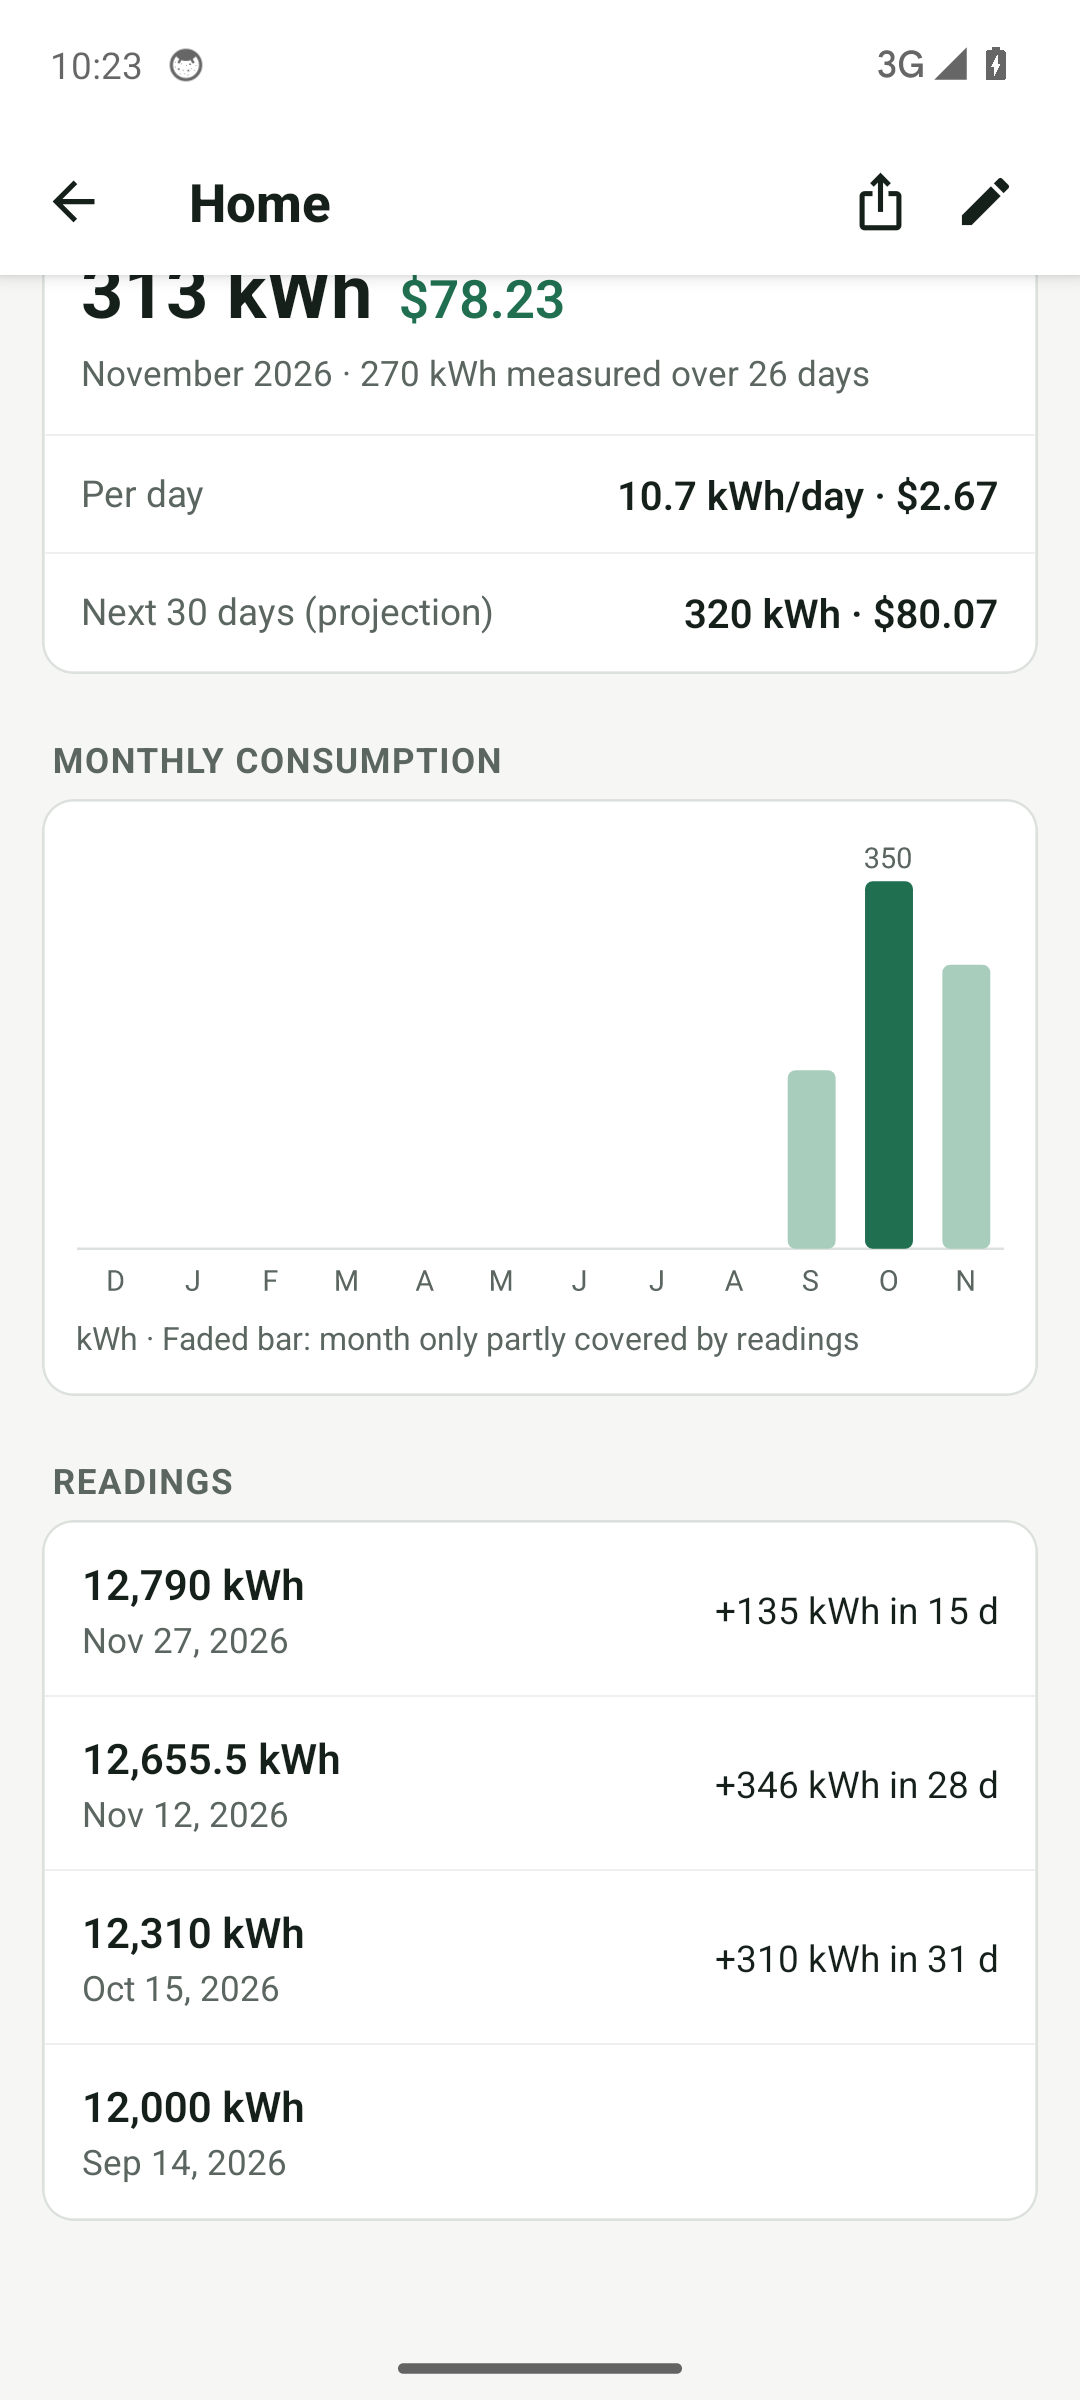 10:23
3G
Home
313 kWh $78.23
November 2026 · 270 kWh measured over 26 days
Per day
10.7 kWh/day · $2.67
Next 30 days (projection)
320 kWh · $80.07
MONTHLY CONSUMPTION
350
D J F M A M J J A S O N
kWh · Faded bar: month only partly covered by readings
READINGS
12,790 kWh
Nov 27, 2026
+135 kWh in 15 d
12,655.5 kWh
Nov 12, 2026
+346 kWh in 28 d
12,310 kWh
Oct 15, 2026
+310 kWh in 31 d
12,000 kWh
Sep 14, 2026